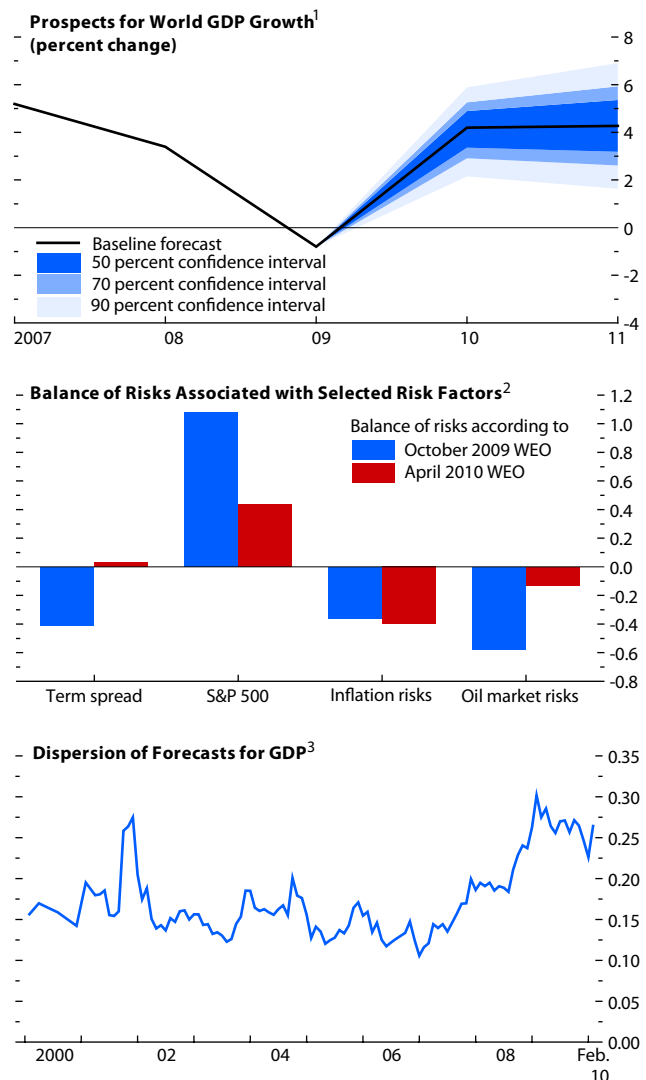 Prospects for World GDP Growth1
(percent change)
8
6
4
2
0
-2
-4
Baseline forecast
50 percent confidence interval
70 percent confidence interval
90 percent confidence interval
2007 08 09 10 11
Balance of Risks Associated with Selected Risk Factors2
1.2
1.0
0.8
0.6
0.4
0.2
0.0
-0.2
-0.4
-0.6
-0.8
Balance of risks according to
October 2009 WEO
April 2010 WEO
Term spread S&P 500 Inflation risks Oil market risks
Dispersion of Forecasts for GDP3
0.35
0.30
0.25
0.20
0.15
0.10
0.05
0.00
2000 02 04 06 08 Feb.
10